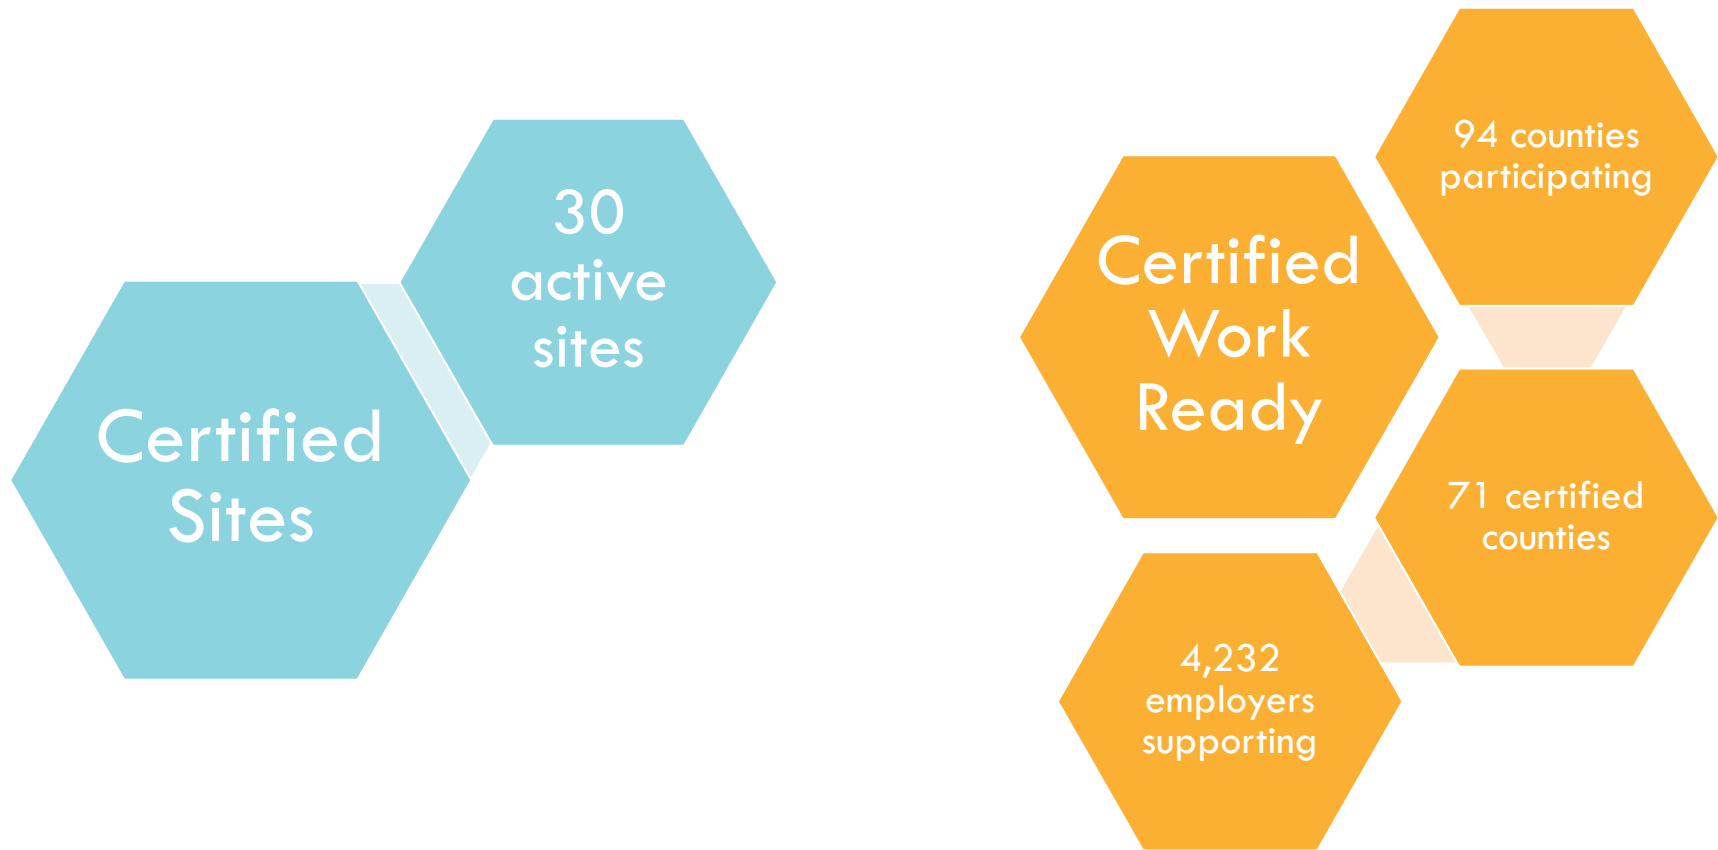 Certified
Sites
30
active
sites
Certified
Work
Ready
94 counties
participating
71 certified
counties
4,232
employers
supporting